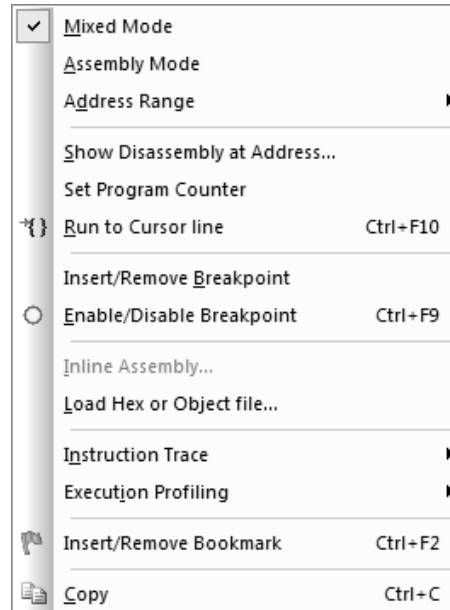 Mixed Mode
Assembly Mode
Address Range
Show Disassembly at Address...
Set Program Counter
Run to Cursor line Ctrl+F10
Insert/Remove Breakpoint
Enable/Disable Breakpoint Ctrl+F9
Inline Assembly...
Load Hex or Object file...
Instruction Trace
Execution Profiling
Insert/Remove Bookmark Ctrl+F2
Copy Ctrl+C